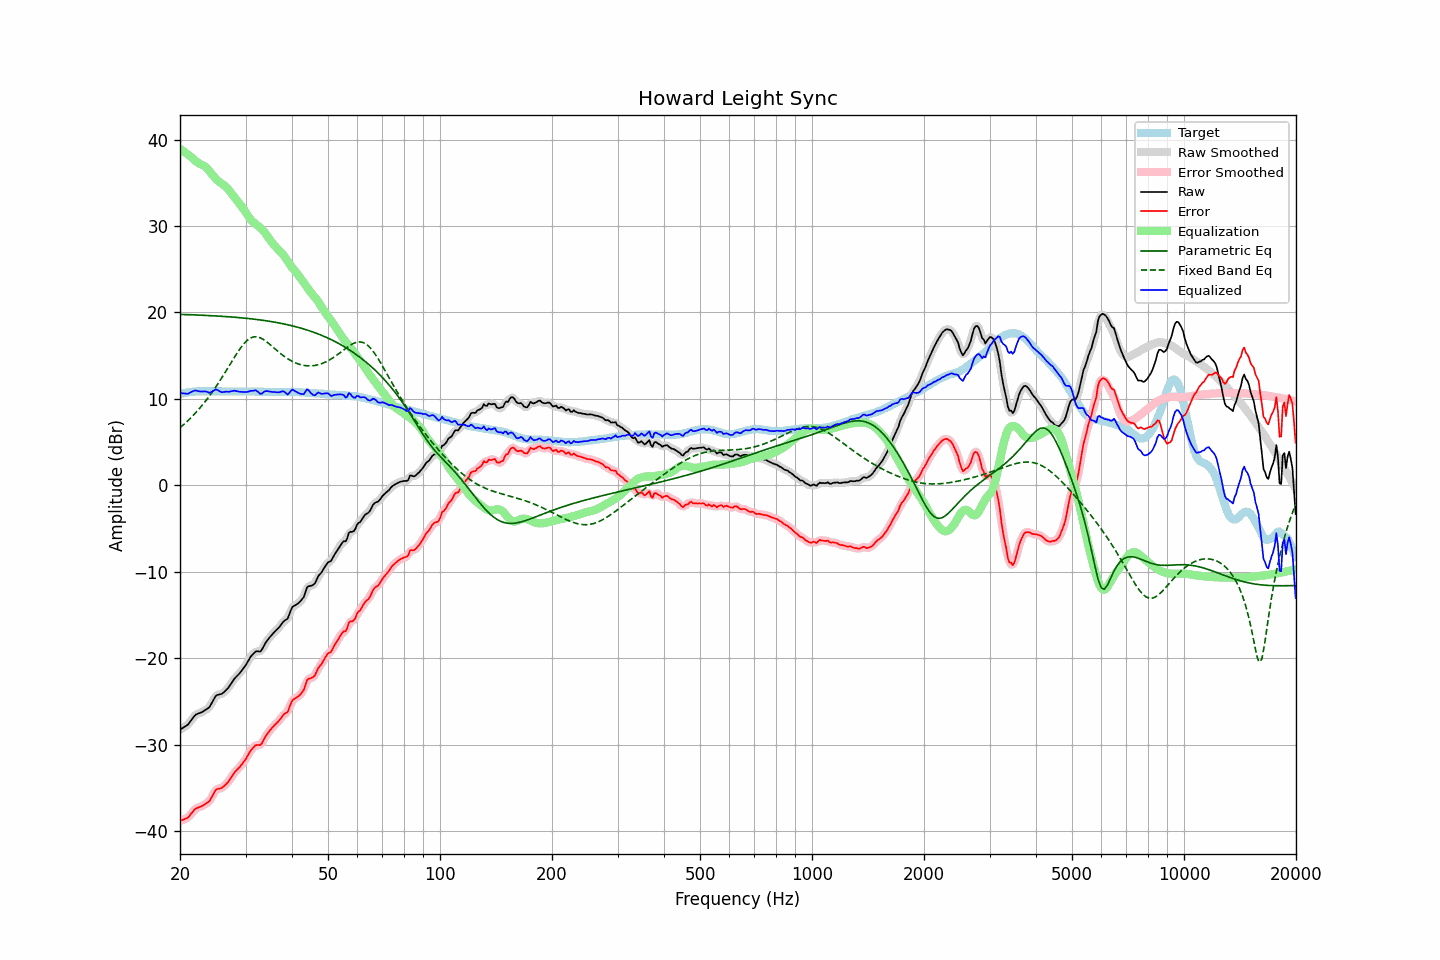 Howard Leight Sync
Amplitude (dBr)
40
30
20
10
0
−10
−20
−30
−40
Target
Raw Smoothed
Error Smoothed
Raw
Error
Equalization
Parametric Eq
Fixed Band Eq
Equalized
20 50 100 200 500 1000 2000 5000 10000 20000
Frequency (Hz)